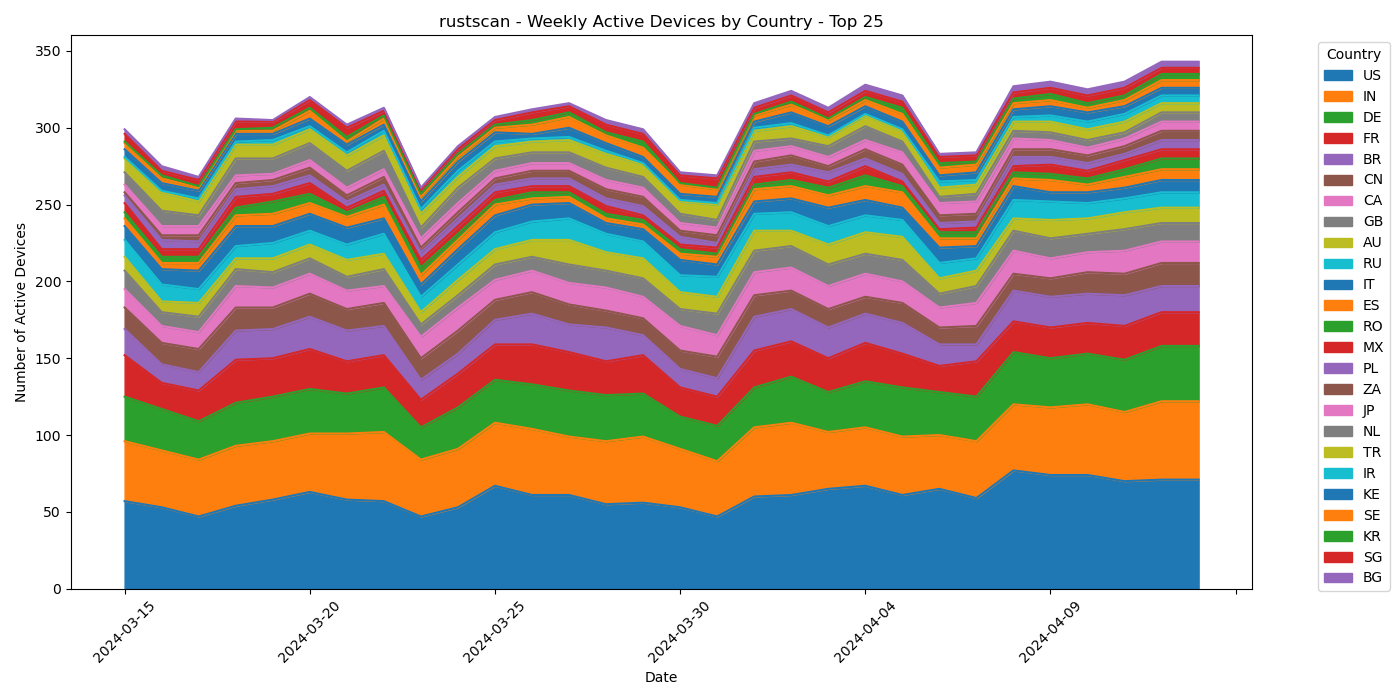 rustscan - Weekly Active Devices by Country - Top 25
Number of Active Devices
350
300
250
200
150
100
50
0
2024-03-15
2024-03-20
2024-03-25
2024-03-30
2024-04-04
2024-04-09
Date
Country
US
IN
DE
FR
BR
CN
CA
GB
AU
RU
IT
ES
RO
MX
PL
ZA
JP
NL
TR
IR
KE
SE
KR
SG
BG